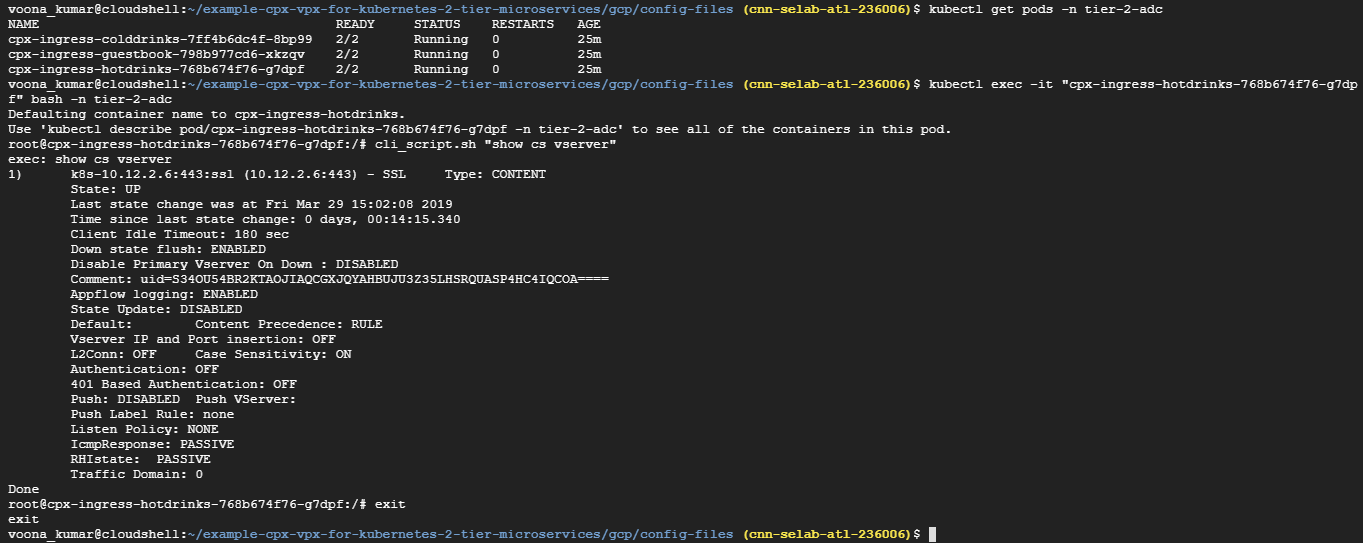 voona_kumar@cloudshell:~/example-cpx-vpx-for-kubernetes-2-tier-microservices/gcp/config-files (cnn-selab-atl-236006)$ kubectl get pods -n tier-2-adc
NAME READY STATUS RESTARTS AGE
cpx-ingress-colddrinks-7ff4b6dc4f-8bp99 2/2 Running 0 25m
cpx-ingress-guestbook-798b977cd6-xkzqv 2/2 Running 0 25m
cpx-ingress-hotdrinks-768b674f76-g7dpf 2/2 Running 0 25m
voona_kumar@cloudshell:~/example-cpx-vpx-for-kubernetes-2-tier-microservices/gcp/config-files (cnn-selab-atl-236006)$ kubectl exec -it "cpx-ingress-hotdrinks-768b674f76-g7dp
f" bash -n tier-2-adc
Defaulting container name to cpx-ingress-hotdrinks.
Use 'kubectl describe pod/cpx-ingress-hotdrinks-768b674f76-g7dpf -n tier-2-adc' to see all of the containers in this pod.
root@cpx-ingress-hotdrinks-768b674f76-g7dpf:/# cli_script.sh "show cs vserver"
exec: show cs vserver
1) k8s-10.12.2.6:443:ssl (10.12.2.6:443) - SSL Type: CONTENT
State: UP
Last state change was at Fri Mar 29 15:02:08 2019
Time since last state change: 0 days, 00:14:15.340
Client Idle Timeout: 180 sec
Down state flush: ENABLED
Disable Primary Vserver On Down : DISABLED
Comment: uid=S34OU54BR2KTAOJIAQCGXJQYAHBUJU3Z35LHSRQUASP4HC4IQCOA====
Appflow logging: ENABLED
State Update: DISABLED
Default: Content Precedence: RULE
Vserver IP and Port insertion: OFF
L2Conn: OFF Case Sensitivity: ON
Authentication: OFF
401 Based Authentication: OFF
Push: DISABLED Push VServer:
Push Label Rule: none
Listen Policy: NONE
IcmpResponse: PASSIVE
RHIstate: PASSIVE
Traffic Domain: 0
Done
root@cpx-ingress-hotdrinks-768b674f76-g7dpf:/# exit
exit
voona_kumar@cloudshell:~/example-cpx-vpx-for-kubernetes-2-tier-microservices/gcp/config-files (cnn-selab-atl-236006)$